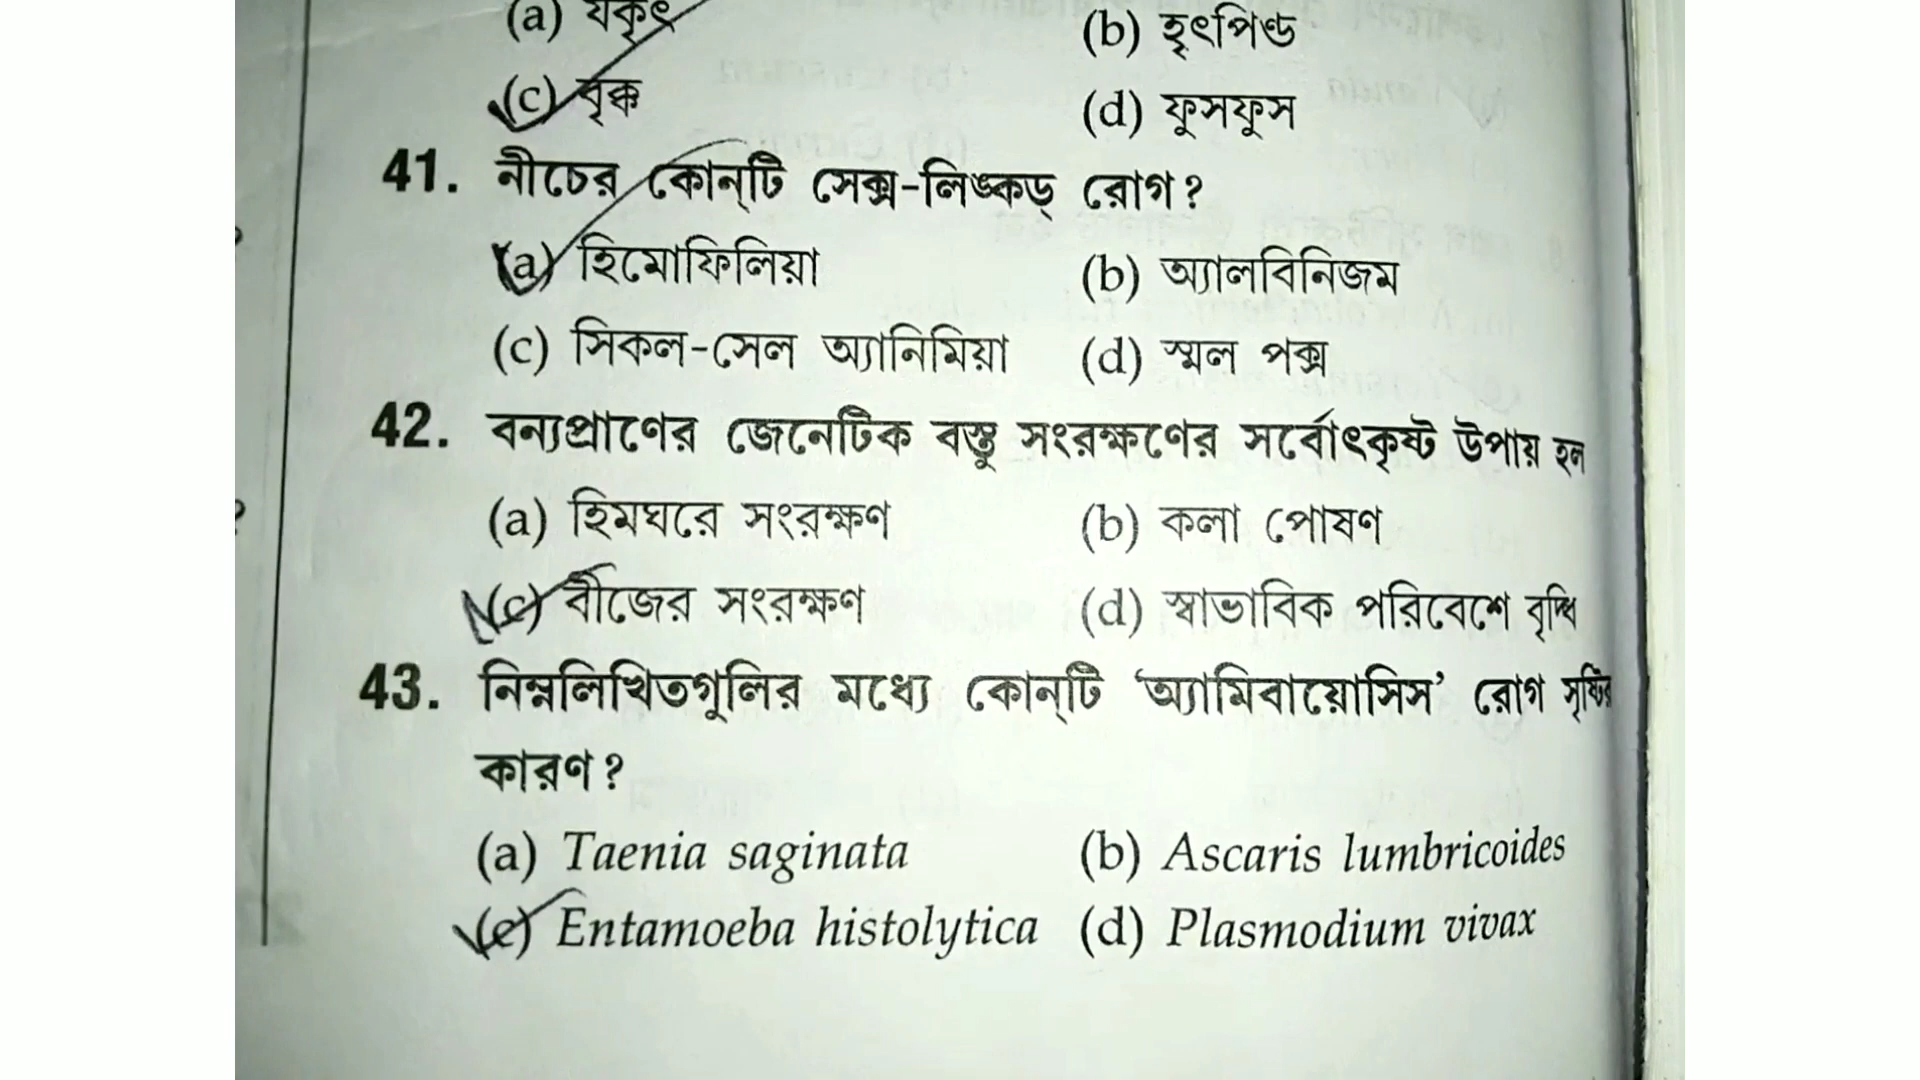 (a) যকৃৎ (b) হৃৎপিণ্ড
(c) বৃক্ক (d) ফুসফুস
41. নীচের কোন্‌টি সেক্স-লিঙ্কড্ রোগ?
(a) হিমোফিলিয়া (b) অ্যালবিনিজম
(c) সিকল-সেল অ্যানিমিয়া (d) স্মল পক্স
42. বন্যপ্রাণের জেনেটিক বস্তু সংরক্ষণের সর্বোৎকৃষ্ট উপায় হল
(a) হিমঘরে সংরক্ষণ (b) কলা পোষণ
(c) বীজের সংরক্ষণ (d) স্বাভাবিক পরিবেশে বৃদ্ধি
43. নিম্নলিখিতগুলির মধ্যে কোন্‌টি ‘অ্যামিবায়োসিস’ রোগ সৃষ্টির
কারণ?
(a) Taenia saginata (b) Ascaris lumbricoides
(c) Entamoeba histolytica (d) Plasmodium vivax